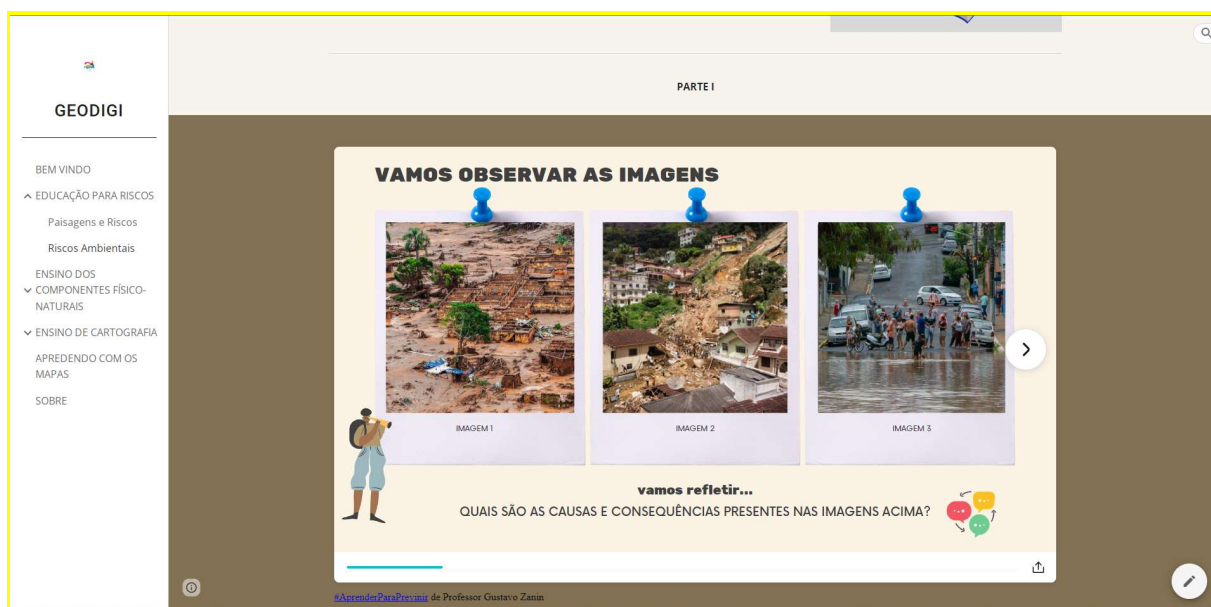 GEODIGI
BEM VINDO
EDUCAÇÃO PARA RISCOS
Paisagens e Riscos
Riscos Ambientais
ENSINO DOS
COMPONENTES FÍSICO-
NATURAIS
ENSINO DE CARTOGRAFIA
APREDENDO COM OS
MAPAS
SOBRE
PARTE I
VAMOS OBSERVAR AS IMAGENS
IMAGEM 1
IMAGEM 2
IMAGEM 3
vamos refletir...
QUAIS SÃO AS CAUSAS E CONSEQUÊNCIAS PRESENTES NAS IMAGENS ACIMA?
#AprenderParaPrevinir de Professor Gustavo Zanin